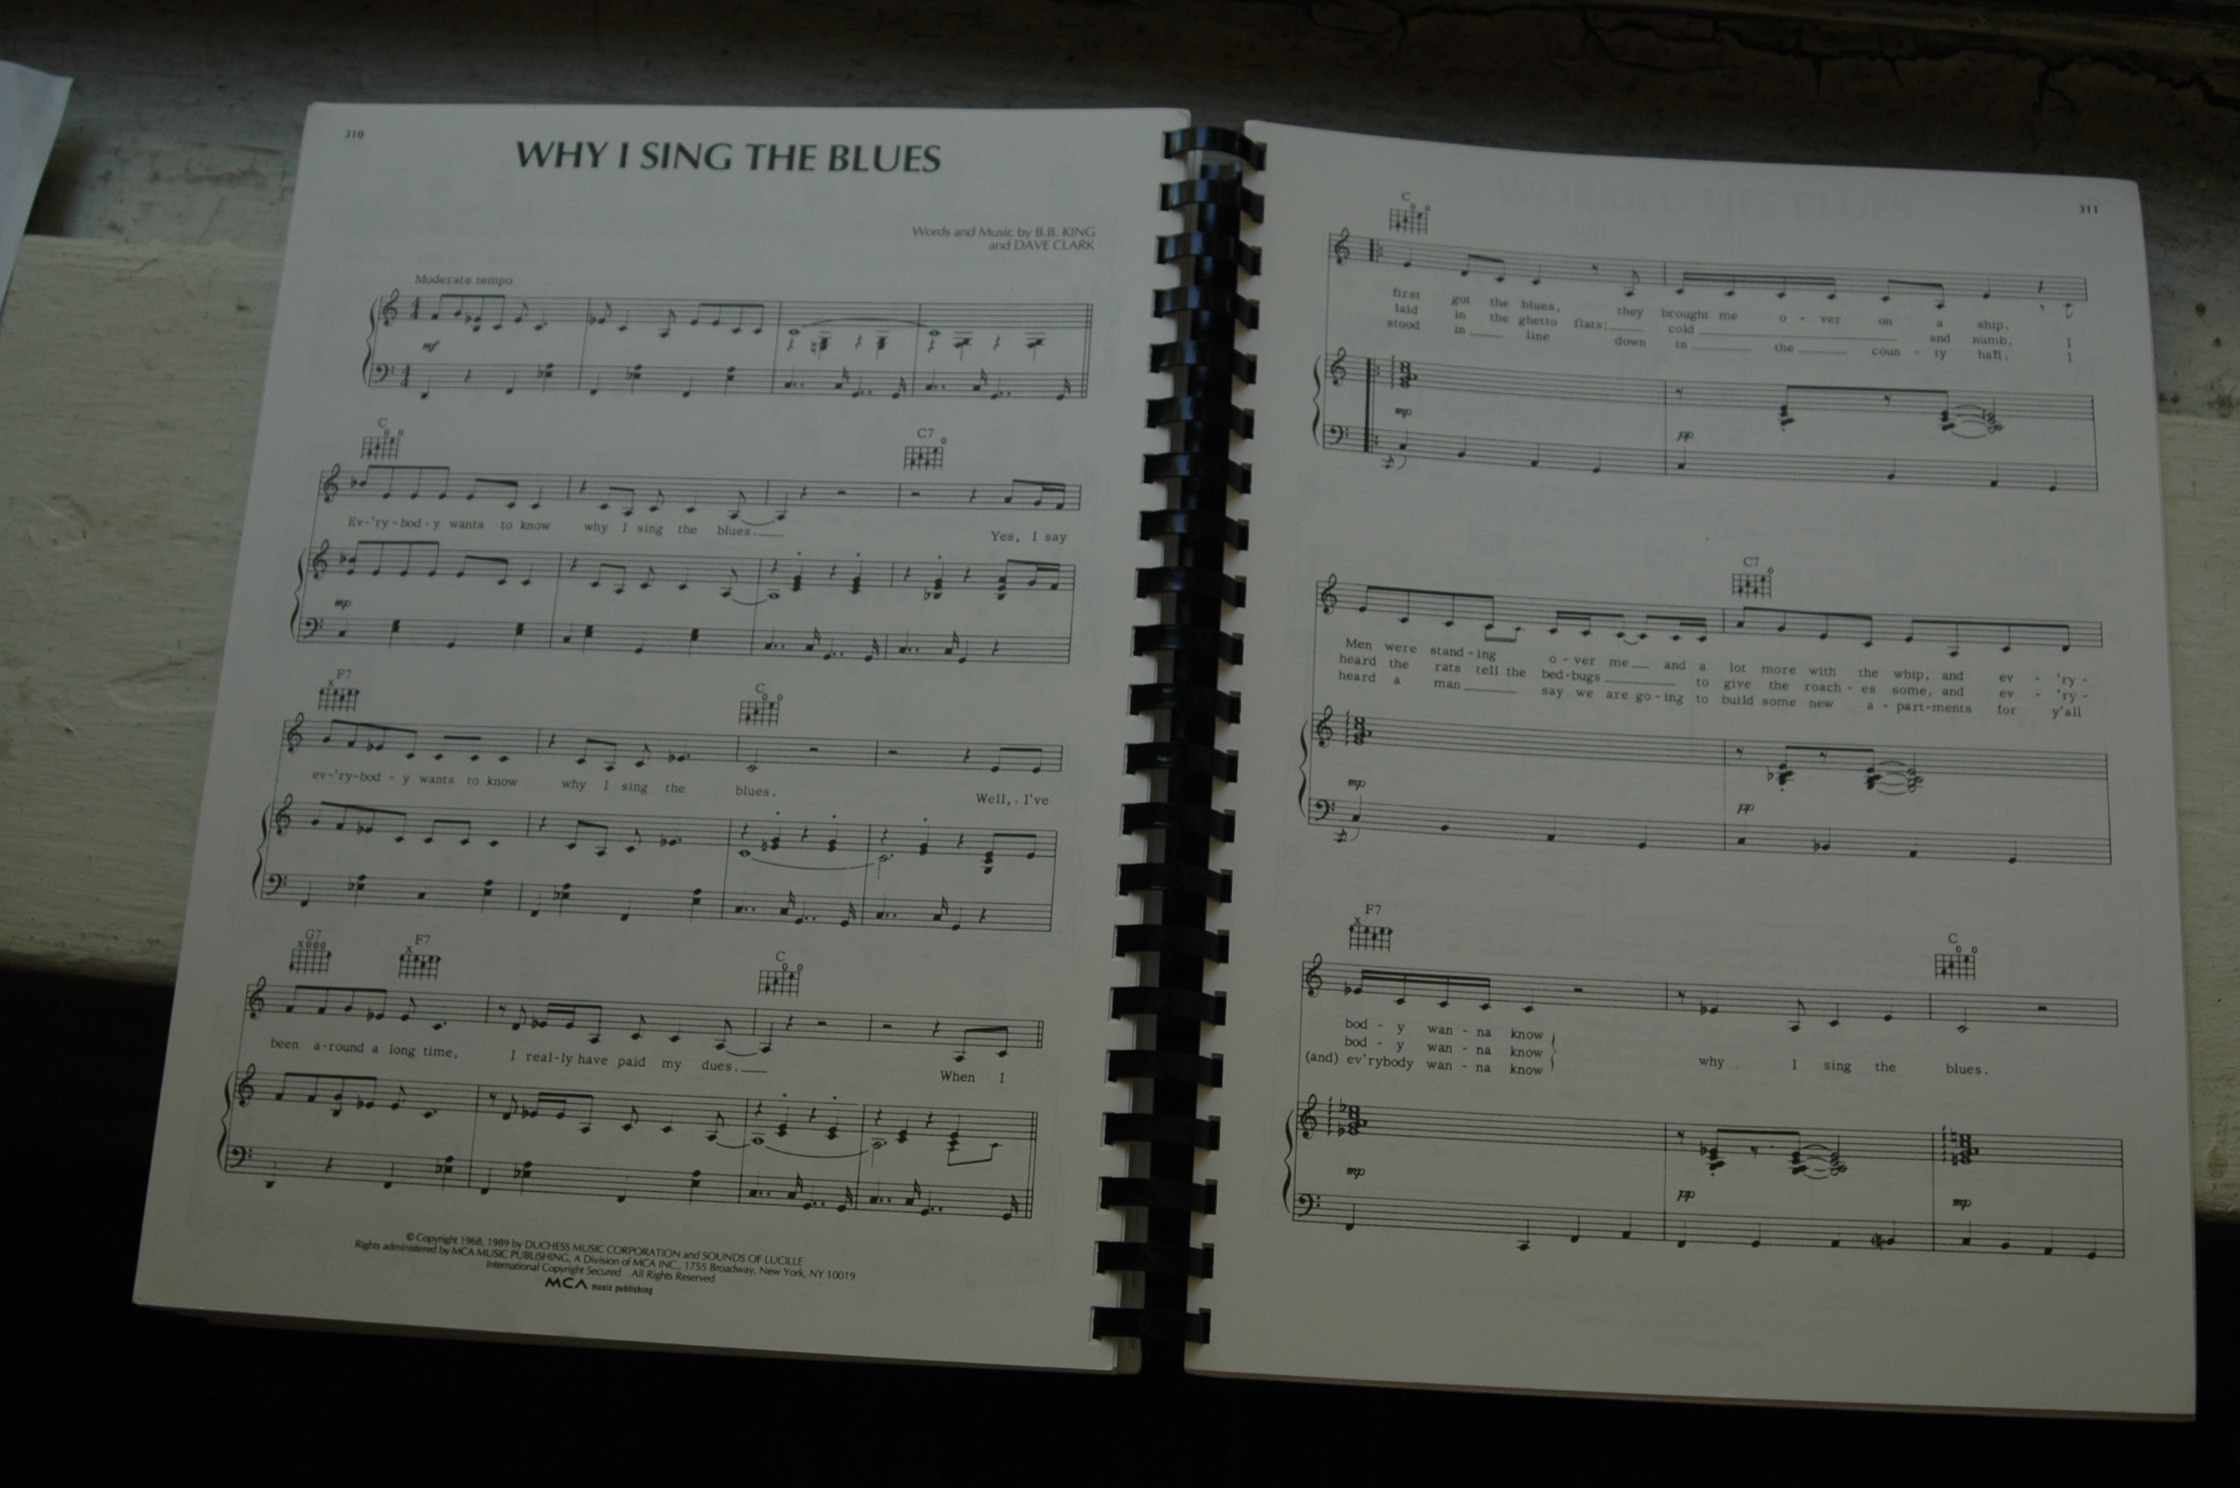 310
WHY I SING THE BLUES
Words and Music by B.B. KING
and DAVE CLARK
Moderate tempo
mf
C C7
Ev-'ry-bod-y wants to know why I sing the blues. Yes, I say
mp
F7 C
ev-'ry-bod-y wants to know why I sing the blues. Well, I've
G7 F7 C
been a-round a long time, I real-ly have paid my dues. When I
© Copyright 1968, 1989 by DUCHESS MUSIC CORPORATION and SOUNDS OF LUCILLE
Rights administered by MCA MUSIC PUBLISHING, A Division of MCA INC., 1755 Broadway, New York, NY 10019
International Copyright Secured All Rights Reserved
MCA music publishing
311
C
first got the blues, they brought me o-ver on a ship.
laid in the ghetto flats; cold and numb, I
stood in line down in the coun-ty hall. I
mp pp
C7
Men were stand-ing o-ver me and a lot more with the whip, and ev-'ry-
heard the rats tell the bed-bugs to give the roach-es some, and ev-'ry-
heard a man say we are go-ing to build some new a-part-ments for y'all
mp pp
F7 C
bod-y wan-na know
bod-y wan-na know
(and) ev'rybody wan-na know why I sing the blues.
mp pp mp